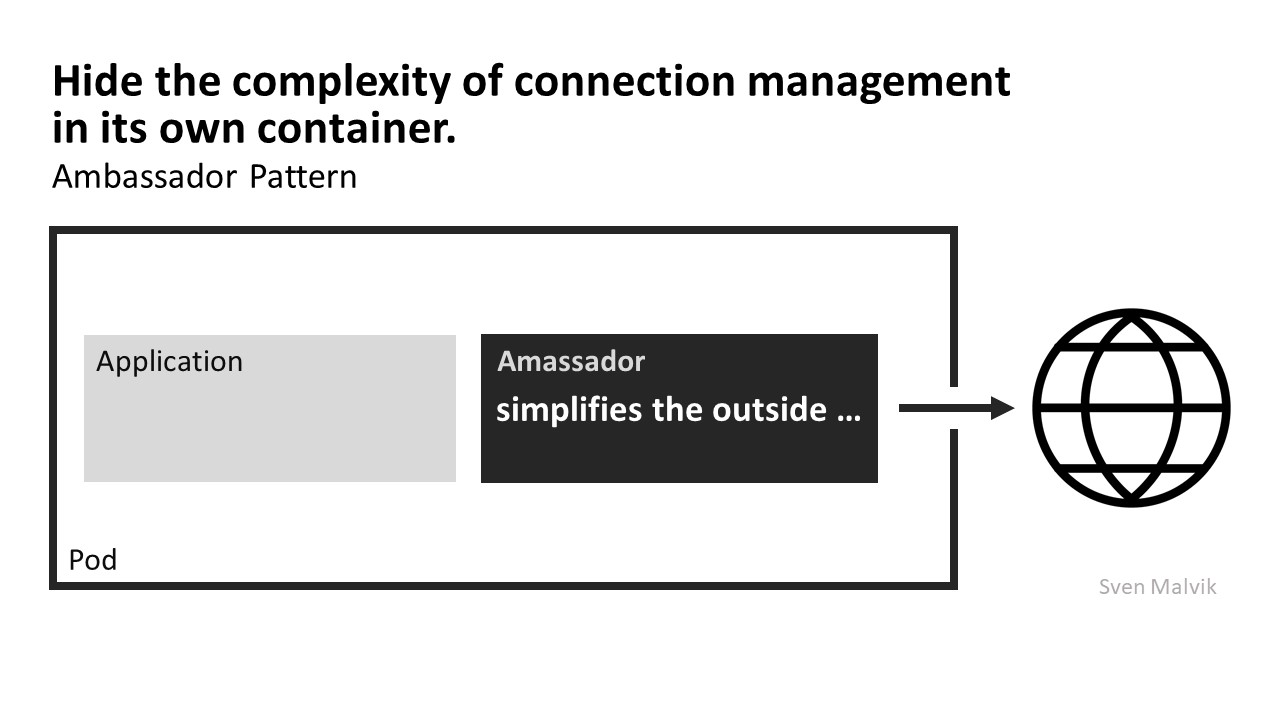 Hide the complexity of connection management
in its own container.
Ambassador Pattern
Application
Amassador
simplifies the outside ...
Pod
Sven Malvik